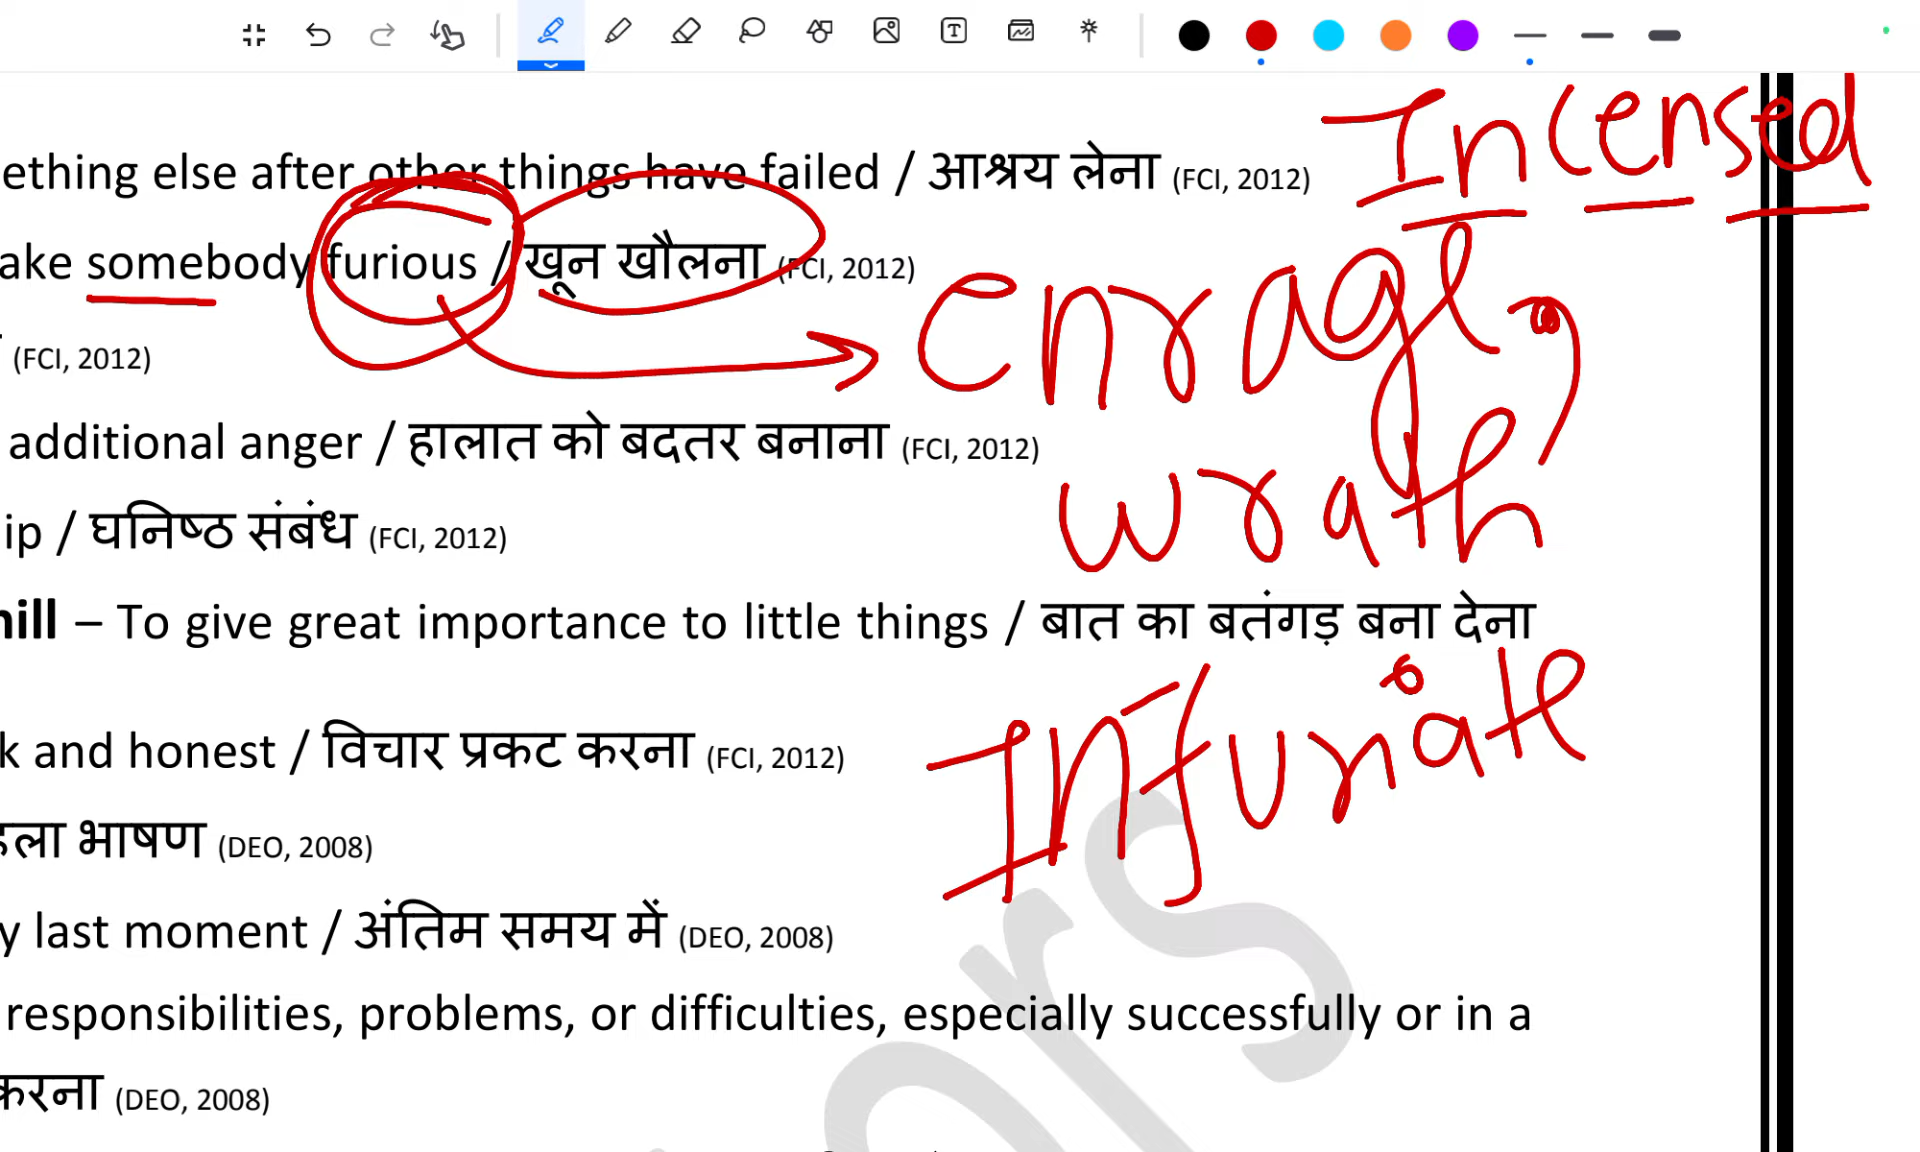 Incensed
ething else after other things have failed / आश्रय लेना (FCI, 2012)
ake somebody furious / खून खौलना (FCI, 2012)
enrage,
(FCI, 2012)
additional anger / हालात को बदतर बनाना (FCI, 2012)
wrath
ip / घनिष्ठ संबंध (FCI, 2012)
hill – To give great importance to little things / बात का बतंगड़ बना देना
Infuriate
k and honest / विचार प्रकट करना (FCI, 2012)
हला भाषण (DEO, 2008)
y last moment / अंतिम समय में (DEO, 2008)
responsibilities, problems, or difficulties, especially successfully or in a
करना (DEO, 2008)
ors